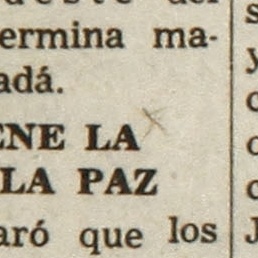 ermina ma-
adá.
ENE LA
LA PAZ
aró que los